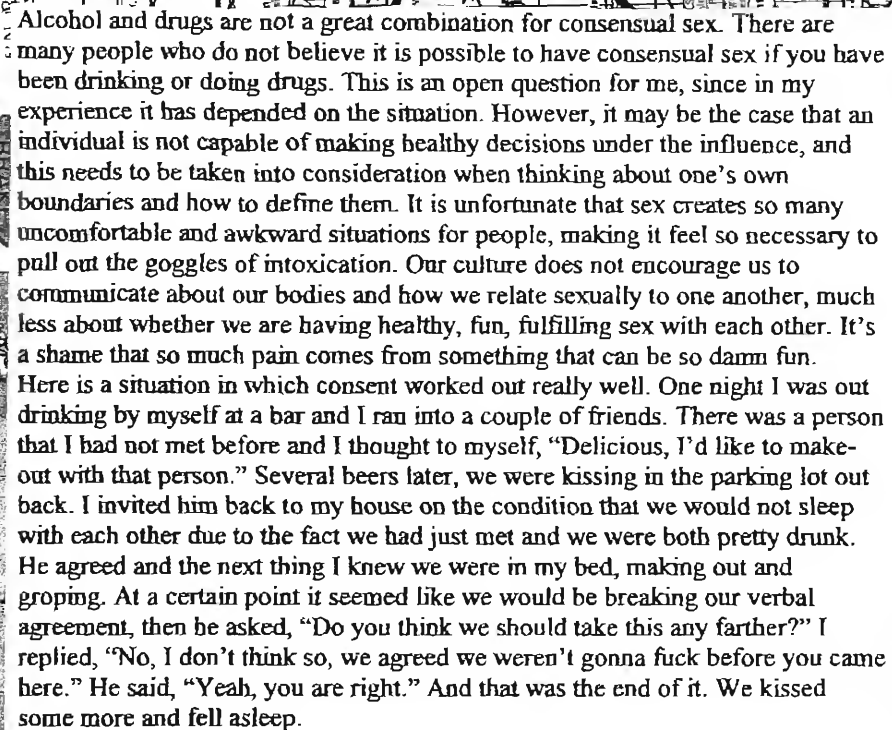 Alcohol and drugs are not a great combination for consensual sex. There are
many people who do not believe it is possible to have consensual sex if you have
been drinking or doing drugs. This is an open question for me, since in my
experience it has depended on the situation. However, it may be the case that an
individual is not capable of making healthy decisions under the influence, and
this needs to be taken into consideration when thinking about one's own
boundaries and how to define them. It is unfortunate that sex creates so many
uncomfortable and awkward situations for people, making it feel so necessary to
pull out the goggles of intoxication. Our culture does not encourage us to
communicate about our bodies and how we relate sexually to one another, much
less about whether we are having healthy, fun, fulfilling sex with each other. It's
a shame that so much pain comes from something that can be so damn fun.
Here is a situation in which consent worked out really well. One night I was out
drinking by myself at a bar and I ran into a couple of friends. There was a person
that I had not met before and I thought to myself, “Delicious, I'd like to make-
out with that person.” Several beers later, we were kissing in the parking lot out
back. I invited him back to my house on the condition that we would not sleep
with each other due to the fact we had just met and we were both pretty drunk.
He agreed and the next thing I knew we were in my bed, making out and
groping. At a certain point it seemed like we would be breaking our verbal
agreement, then he asked, “Do you think we should take this any farther?” I
replied, “No, I don't think so, we agreed we weren't gonna fuck before you came
here.” He said, “Yeah, you are right.” And that was the end of it. We kissed
some more and fell asleep.